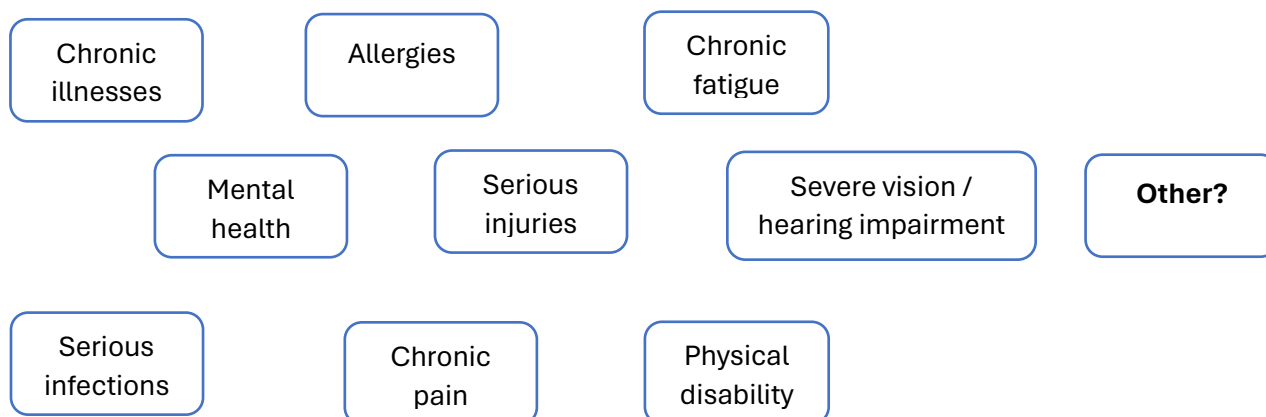 Chronic
illnesses
Allergies
Chronic
fatigue
Mental
health
Serious
injuries
Severe vision /
hearing impairment
Other?
Serious
infections
Chronic
pain
Physical
disability